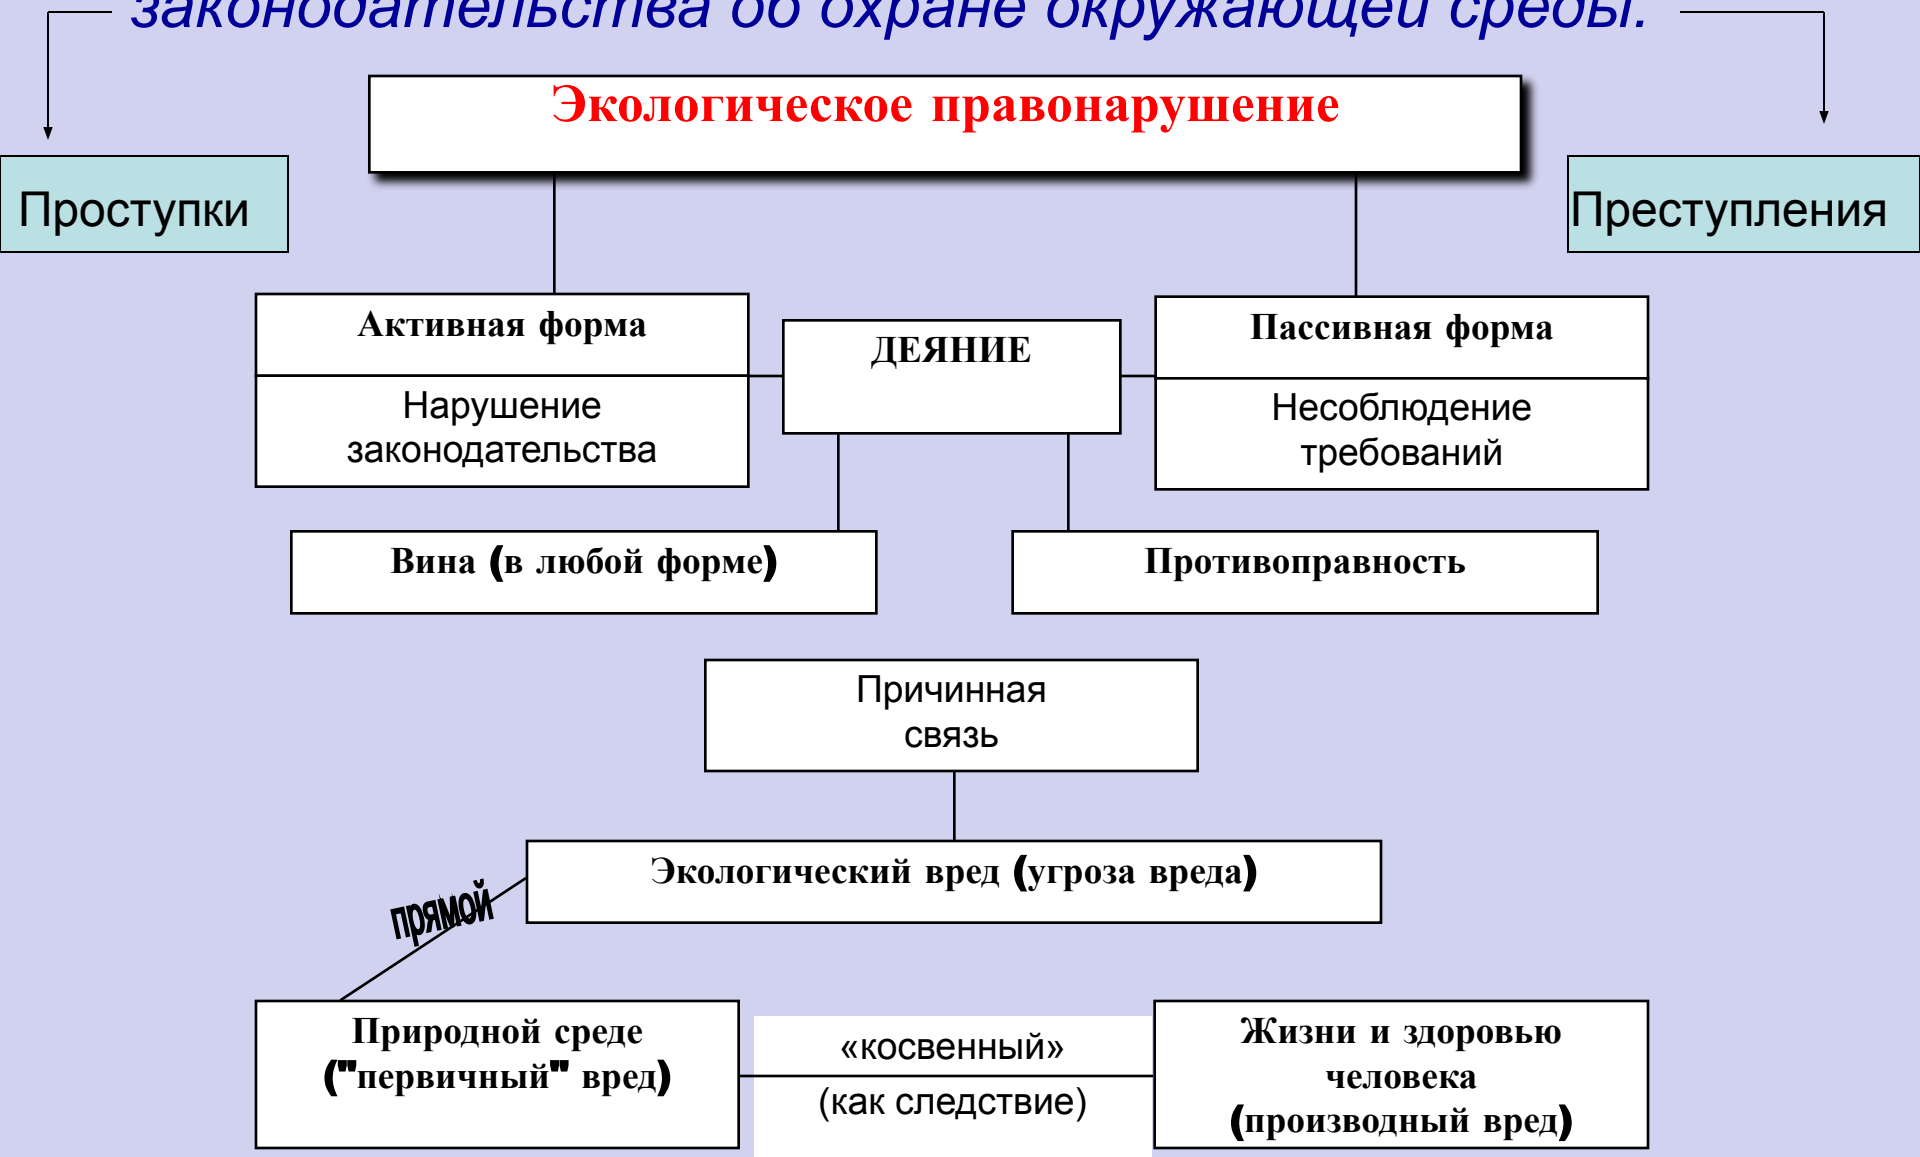 законодательства об охране окружающей среды.
Экологическое правонарушение
Проступки
Преступления
Активная форма
Нарушение
законодательства
ДЕЯНИЕ
Пассивная форма
Несоблюдение
требований
Вина (в любой форме)
Противоправность
Причинная
связь
Экологический вред (угроза вреда)
прямой
Природной среде
("первичный" вред)
«косвенный»
(как следствие)
Жизни и здоровью
человека
(производный вред)